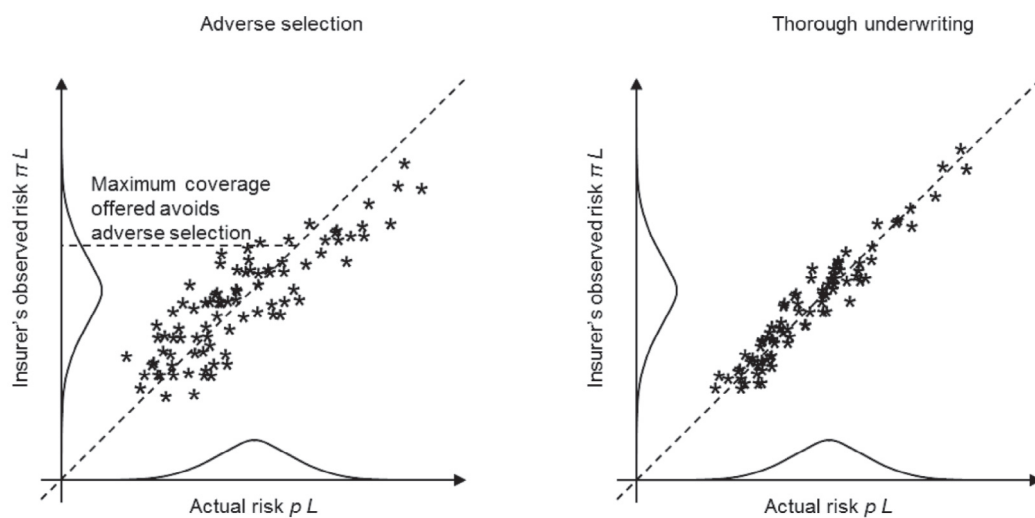 Adverse selection
Insurer's observed risk π L
Maximum coverage
offered avoids
adverse selection
Actual risk p L
Thorough underwriting
Insurer's observed risk π L
Actual risk p L